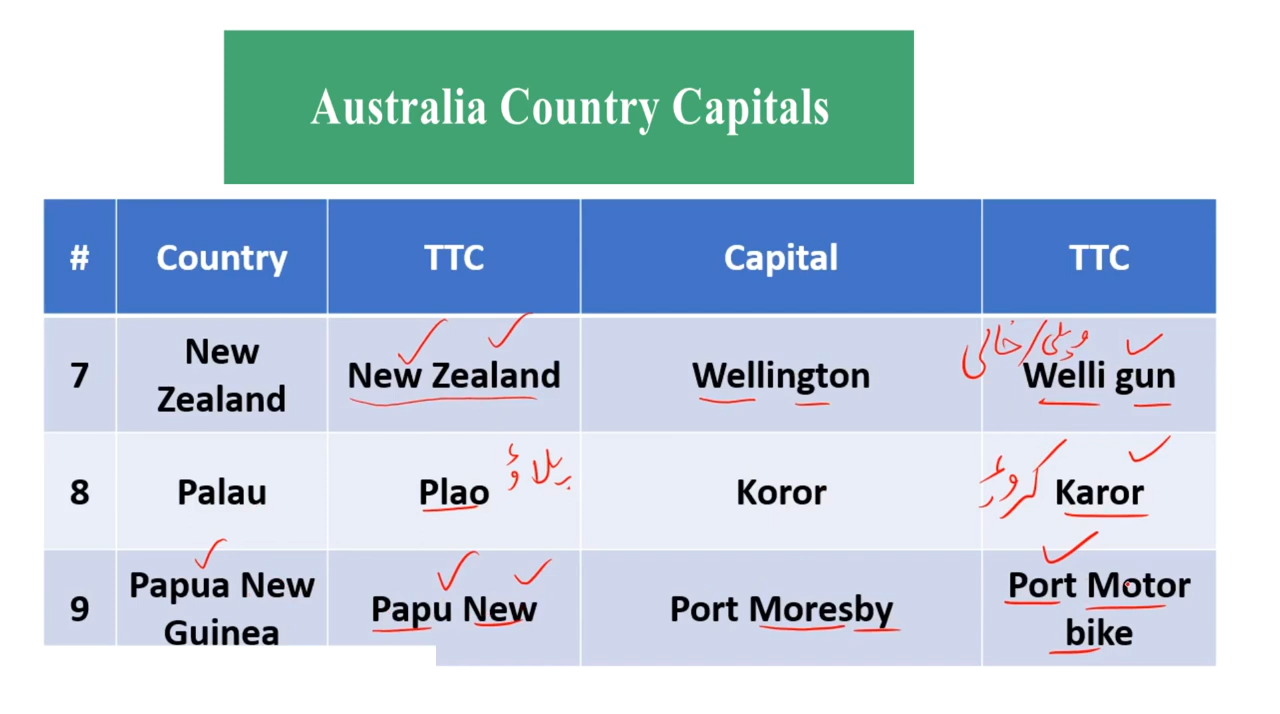 Australia Country Capitals
# Country TTC Capital TTC
7 New Zealand New Zealand Wellington Welli gun
ویلی/خالی
8 Palau Plao Koror Karor
پلاؤ
کروڑ
9 Papua New Guinea Papu New Port Moresby Port Motor bike